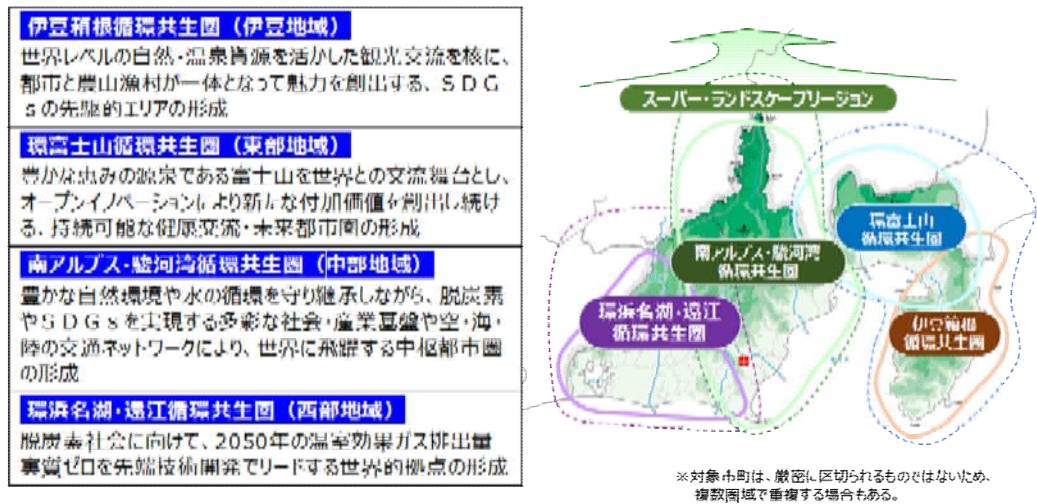 伊豆箱根循環共生圏（伊豆地域）
世界レベルの自然・温泉資源を活かした観光交流を核に、
都市と農山漁村が一体となって魅力を創出する、ＳＤＧ
ｓの先駆的エリアの形成
環富士山循環共生圏（東部地域）
豊かな恵みの源泉である富士山を世界との交流舞台とし、
オープンイノベーションにより新たな付加価値を創出し続け
る、持続可能な健康交流・未来都市圏の形成
南アルプス・駿河湾循環共生圏（中部地域）
豊かな自然環境や水の循環を守り継承しながら、脱炭素
やＳＤＧｓを実現する多彩な社会・産業基盤や空・海・
陸の交通ネットワークにより、世界に飛躍する中枢都市圏
の形成
環浜名湖・遠江循環共生圏（西部地域）
脱炭素社会に向けて、2050年の温室効果ガス排出量
実質ゼロを先端技術開発でリードする世界的拠点の形成
スーパー・ランドスケープリージョン
環富士山
循環共生圏
南アルプス・駿河湾
循環共生圏
環浜名湖・遠江
循環共生圏
伊豆箱根
循環共生圏
※対象市町は、厳密に区切られるものではないため、
複数圏域で重複する場合もある。